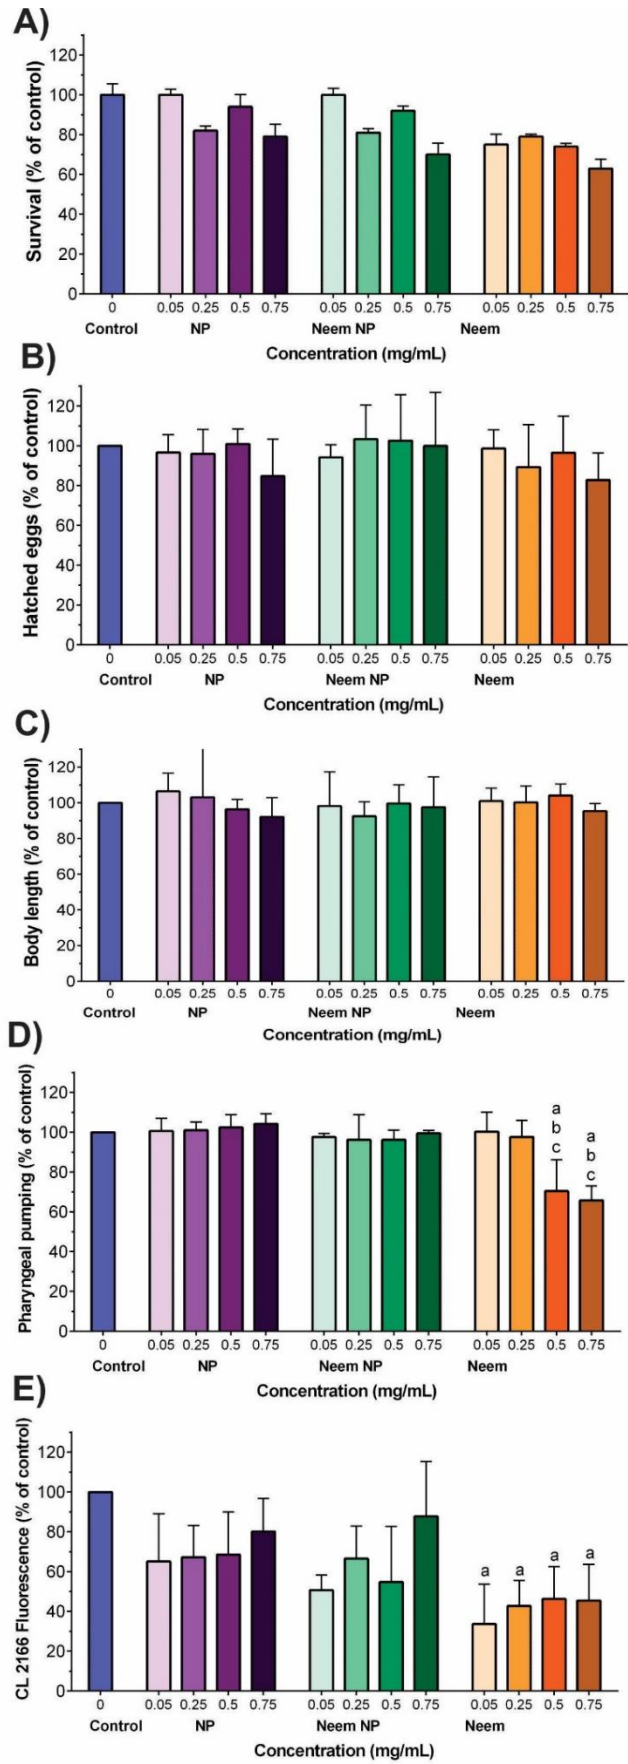 A)
Survival (% of control)
120
100
80
60
40
20
0
0 0.05 0.25 0.5 0.75 0.05 0.25 0.5 0.75 0.05 0.25 0.5 0.75
Control NP Neem NP Neem
Concentration (mg/mL)
B)
Hatched eggs (% of control)
120
100
80
60
40
20
0
0 0.05 0.25 0.5 0.75 0.05 0.25 0.5 0.75 0.05 0.25 0.5 0.75
Control NP Neem NP Neem
Concentration (mg/mL)
C)
Body length (% of control)
120
100
80
60
40
20
0
0 0.05 0.25 0.5 0.75 0.05 0.25 0.5 0.75 0.05 0.25 0.5 0.75
Control NP Neem NP Neem
Concentration (mg/mL)
D)
Pharyngeal pumping (% of control)
120
100
80
60
40
20
0
a a
b b
c c
0 0.05 0.25 0.5 0.75 0.05 0.25 0.5 0.75 0.05 0.25 0.5 0.75
Control NP Neem NP Neem
Concentration (mg/mL)
E)
CL 2166 Fluorescence (% of control)
120
100
80
60
40
20
0
a a a a
0 0.05 0.25 0.5 0.75 0.05 0.25 0.5 0.75 0.05 0.25 0.5 0.75
Control NP Neem NP Neem
Concentration (mg/mL)